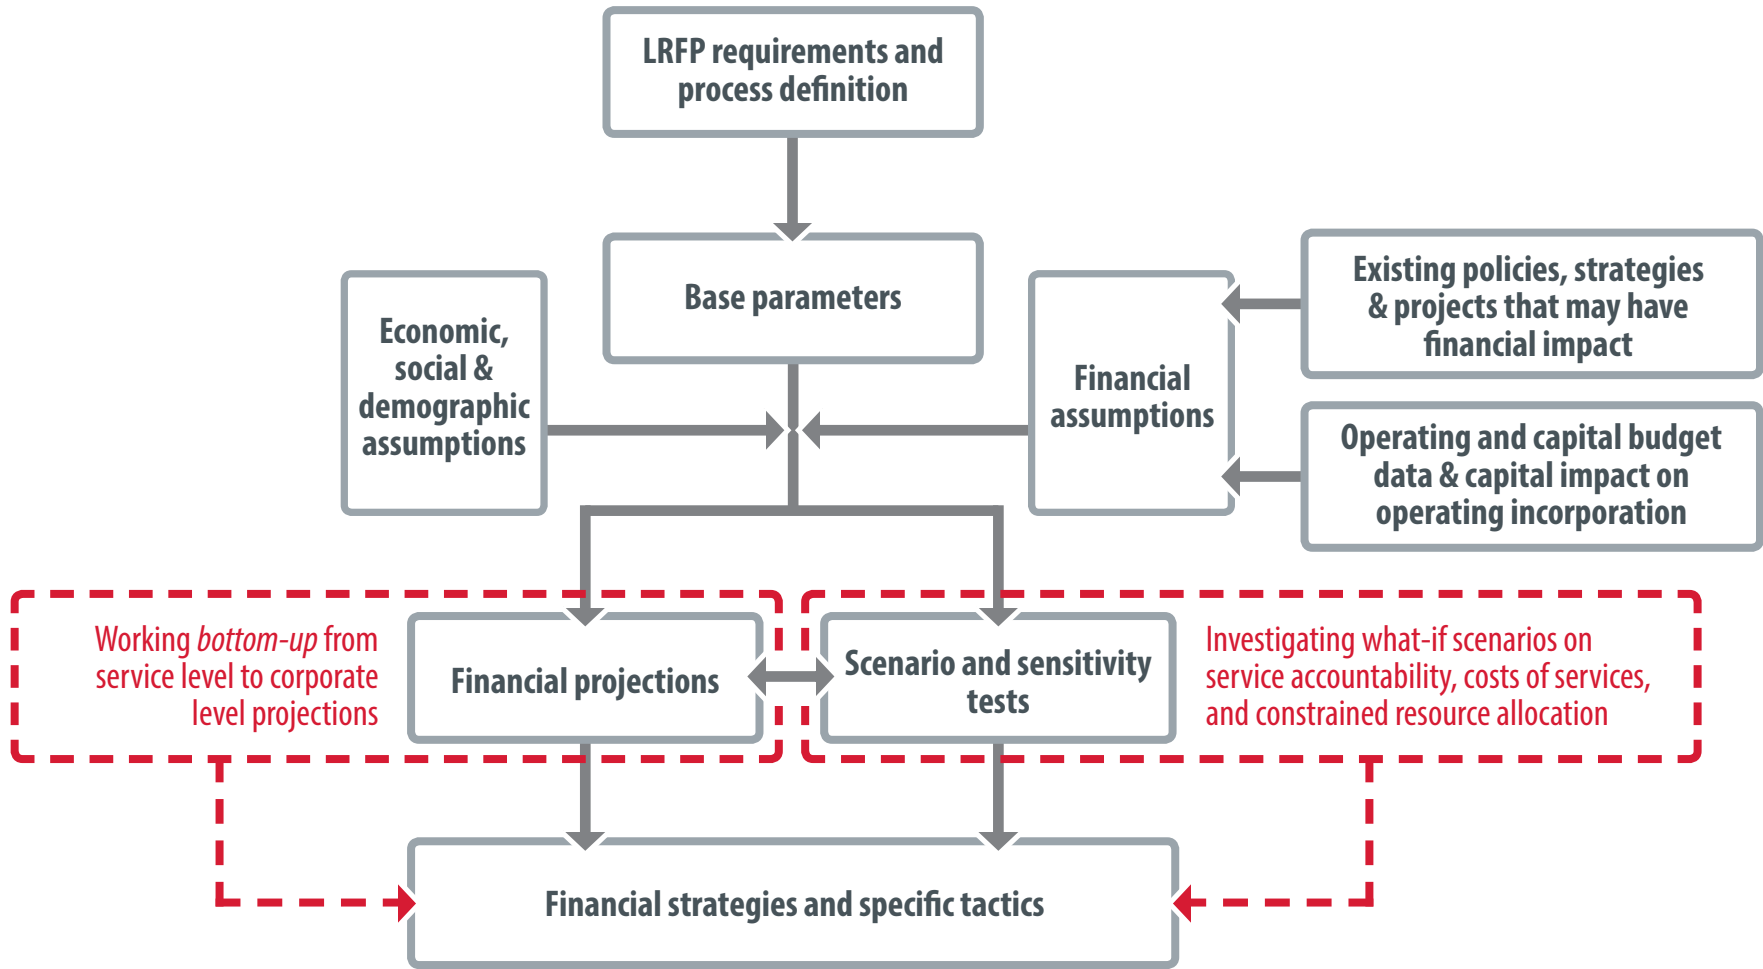 LRFP requirements and
process definition
Base parameters
Economic,
social &
demographic
assumptions
Financial
assumptions
Existing policies, strategies
& projects that may have
financial impact
Operating and capital budget
data & capital impact on
operating incorporation
Working bottom-up from
service level to corporate
level projections
Financial projections
Scenario and sensitivity
tests
Investigating what-if scenarios on
service accountability, costs of services,
and constrained resource allocation
Financial strategies and specific tactics